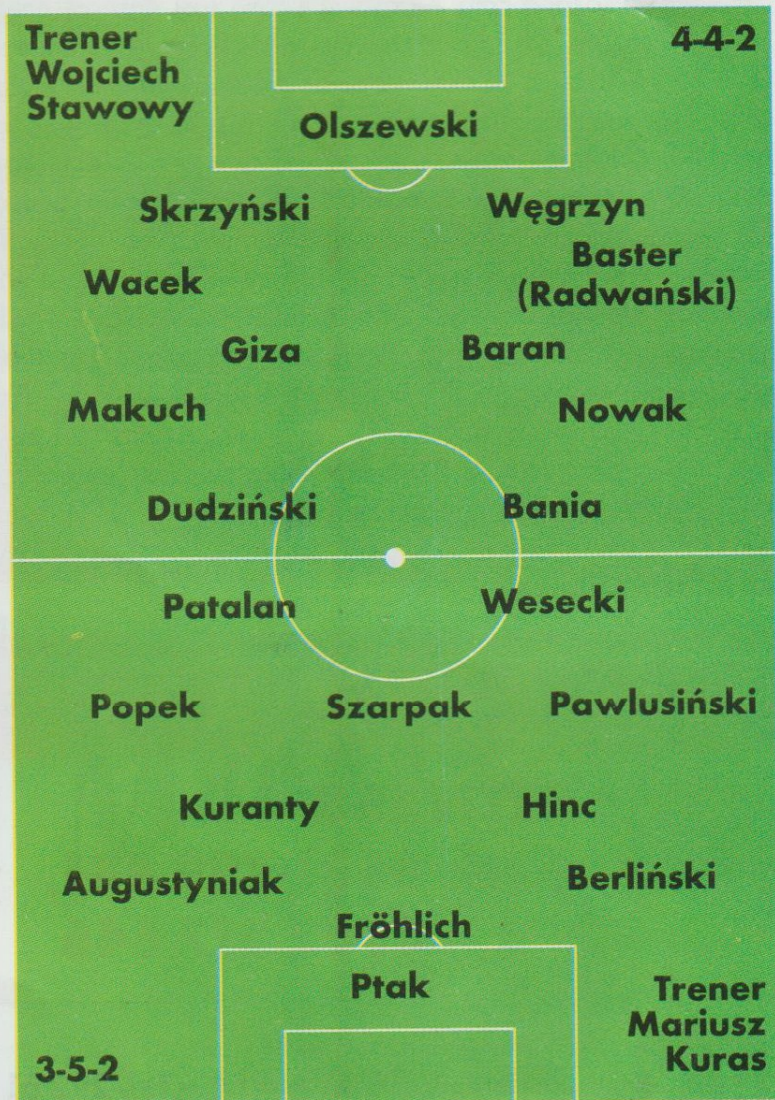 Trener
Wojciech
Stawowy
4-4-2
Olszewski
Skrzyński Węgrzyn
Baster
Wacek (Radwański)
Giza Baran
Makuch Nowak
Dudziński Bania
Patalan Wesecki
Popek Szarpak Pawlusiński
Kuranty Hinc
Augustyniak Berliński
Fröhlich
Ptak
3-5-2
Trener
Mariusz
Kuras